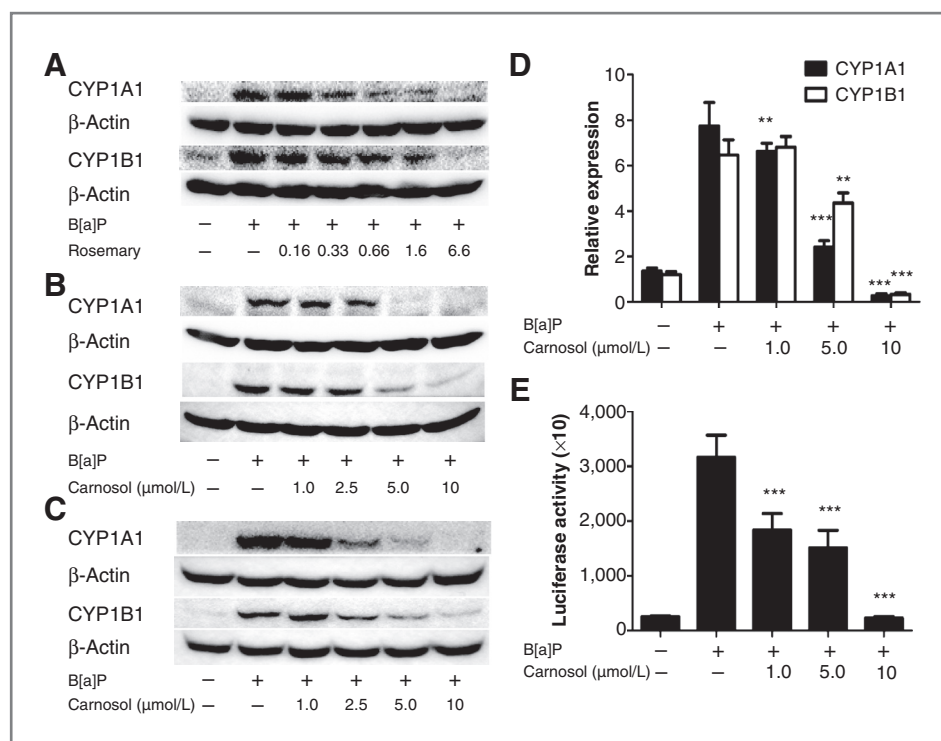 A
CYP1A1
β-Actin
CYP1B1
β-Actin
B[a]P – + + + + + +
Rosemary – – 0.16 0.33 0.66 1.6 6.6
B
CYP1A1
β-Actin
CYP1B1
β-Actin
B[a]P – + + + + +
Carnosol (μmol/L) – – 1.0 2.5 5.0 10
C
CYP1A1
β-Actin
CYP1B1
β-Actin
B[a]P – + + + + +
Carnosol (μmol/L) – – 1.0 2.5 5.0 10
D
CYP1A1
CYP1B1
Relative expression
10
8
6
4
2
0
**
***
**
***
***
B[a]P – + + + +
Carnosol (μmol/L) – – 1.0 5.0 10
E
Luciferase activity (×10)
4,000
3,000
2,000
1,000
0
***
***
***
B[a]P – + + + +
Carnosol (μmol/L) – – 1.0 5.0 10